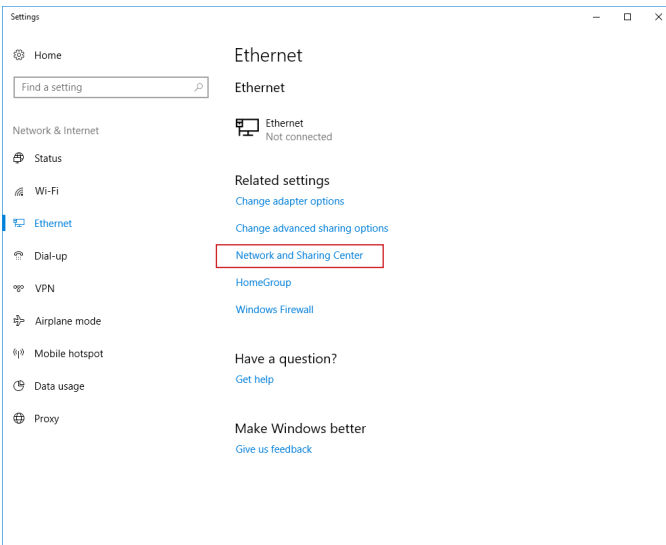 Settings
Home
Find a setting
Network & Internet
Status
Wi-Fi
Ethernet
Dial-up
VPN
Airplane mode
Mobile hotspot
Data usage
Proxy
Ethernet
Ethernet
Ethernet
Not connected
Related settings
Change adapter options
Change advanced sharing options
Network and Sharing Center
HomeGroup
Windows Firewall
Have a question?
Get help
Make Windows better
Give us feedback